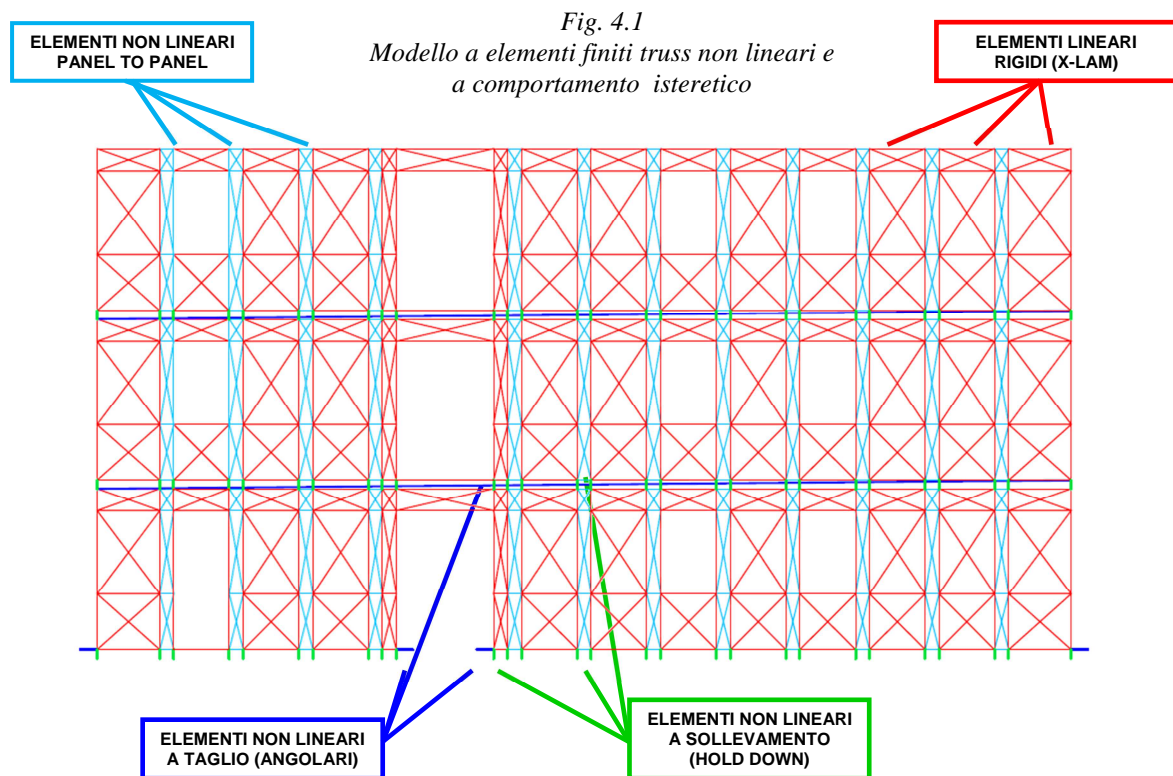 Fig. 4.1
Modello a elementi finiti truss non lineari e
a comportamento isteretico
ELEMENTI NON LINEARI
PANEL TO PANEL
ELEMENTI LINEARI
RIGIDI (X-LAM)
ELEMENTI NON LINEARI
A TAGLIO (ANGOLARI)
ELEMENTI NON LINEARI
A SOLLEVAMENTO
(HOLD DOWN)